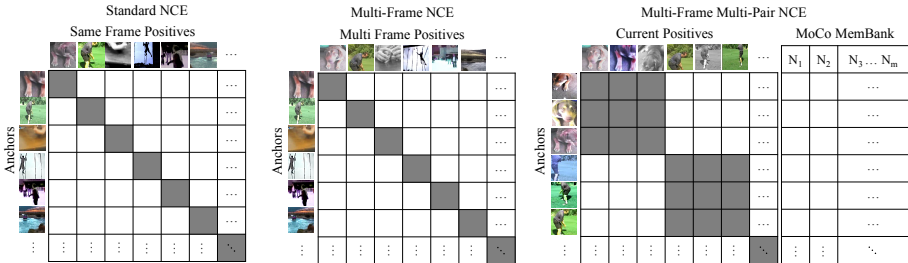 Standard NCE
Same Frame Positives
Anchors
Multi-Frame NCE
Multi Frame Positives
Anchors
Multi-Frame Multi-Pair NCE
Current Positives
MoCo MemBank
Anchors
N₁ N₂ N₃ … Nₘ